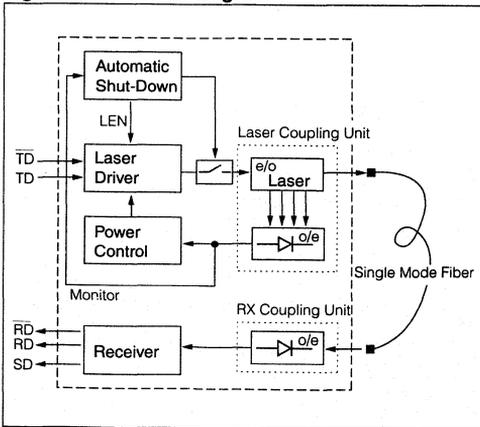 Automatic
Shut-Down
LEN
Laser Coupling Unit
TD
TD
Laser
Driver
e/o
Laser
Power
Control
o/e
Single Mode Fiber
Monitor
RX Coupling Unit
RD
RD
SD
Receiver
o/e